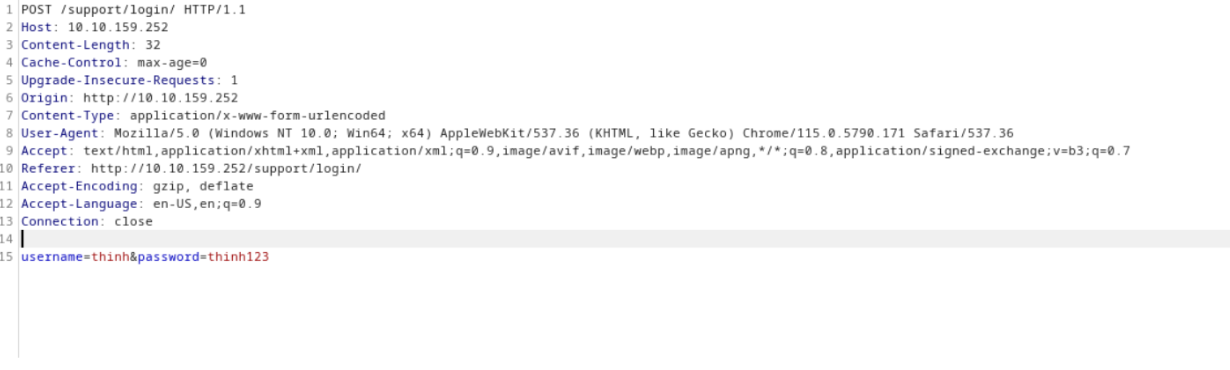 1 POST /support/login/ HTTP/1.1
2 Host: 10.10.159.252
3 Content-Length: 32
4 Cache-Control: max-age=0
5 Upgrade-Insecure-Requests: 1
6 Origin: http://10.10.159.252
7 Content-Type: application/x-www-form-urlencoded
8 User-Agent: Mozilla/5.0 (Windows NT 10.0; Win64; x64) AppleWebKit/537.36 (KHTML, like Gecko) Chrome/115.0.5790.171 Safari/537.36
9 Accept: text/html,application/xhtml+xml,application/xml;q=0.9,image/avif,image/webp,image/apng,*/*;q=0.8,application/signed-exchange;v=b3;q=0.7
10 Referer: http://10.10.159.252/support/login/
11 Accept-Encoding: gzip, deflate
12 Accept-Language: en-US,en;q=0.9
13 Connection: close
14
15 username=thinh&password=thinh123